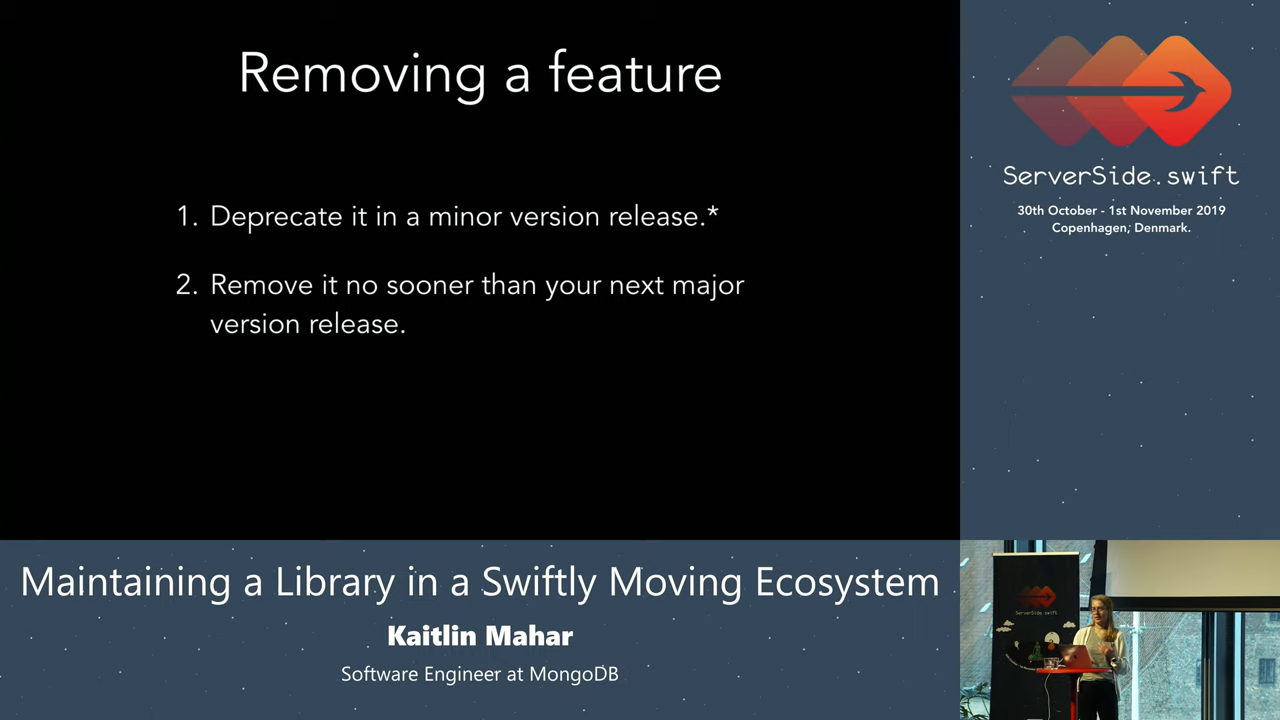 Removing a feature
1. Deprecate it in a minor version release.*
2. Remove it no sooner than your next major
version release.
ServerSide.swift
30th October - 1st November 2019
Copenhagen, Denmark.
Maintaining a Library in a Swiftly Moving Ecosystem
Kaitlin Mahar
Software Engineer at MongoDB
ServerSide.swift